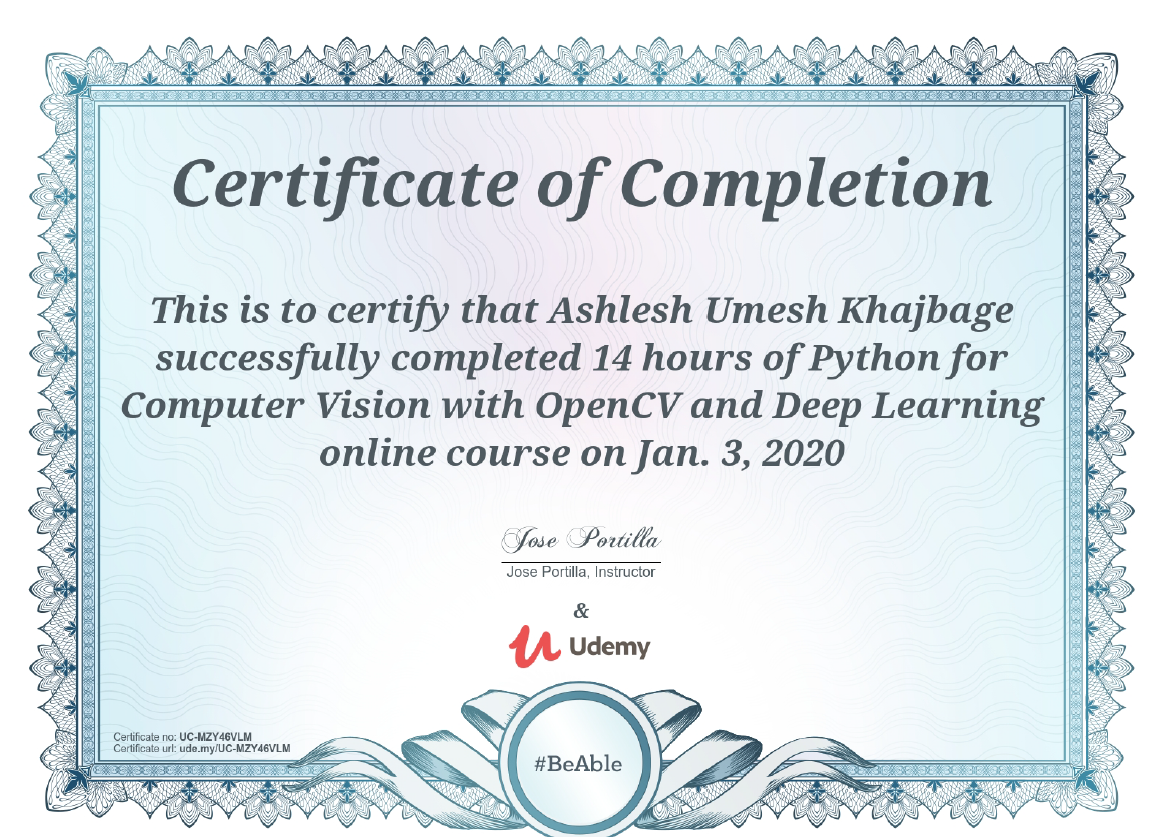 Certificate of Completion
This is to certify that Ashlesh Umesh Khajbage
successfully completed 14 hours of Python for
Computer Vision with OpenCV and Deep Learning
online course on Jan. 3, 2020
Jose Portilla
Jose Portilla, Instructor
&
Udemy
Certificate no: UC-MZY46VLM
Certificate url: ude.my/UC-MZY46VLM
#BeAble